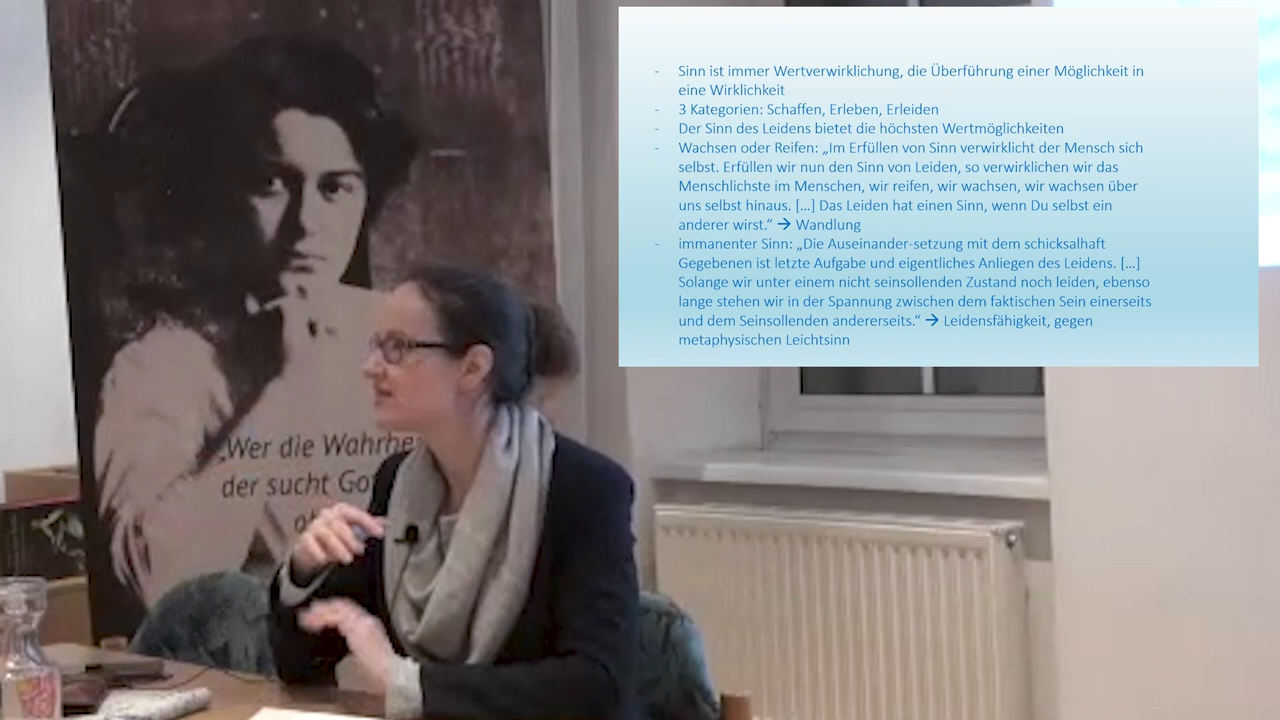 - Sinn ist immer Wertverwirklichung, die Überführung einer Möglichkeit in
eine Wirklichkeit
- 3 Kategorien: Schaffen, Erleben, Erleiden
- Der Sinn des Leidens bietet die höchsten Wertmöglichkeiten
- Wachsen oder Reifen: „Im Erfüllen von Sinn verwirklicht der Mensch sich
selbst. Erfüllen wir nun den Sinn von Leiden, so verwirklichen wir das
Menschlichste im Menschen, wir reifen, wir wachsen, wir wachsen über
uns selbst hinaus. […] Das Leiden hat einen Sinn, wenn Du selbst ein
anderer wirst.“ → Wandlung
- immanenter Sinn: „Die Auseinander-setzung mit dem schicksalhaft
Gegebenen ist letzte Aufgabe und eigentliches Anliegen des Leidens. […]
Solange wir unter einem nicht seinsollenden Zustand noch leiden, ebenso
lange stehen wir in der Spannung zwischen dem faktischen Sein einerseits
und dem Seinsollenden andererseits.“ → Leidensfähigkeit, gegen
metaphysischen Leichtsinn
„Wer die Wahrhe
der sucht Go